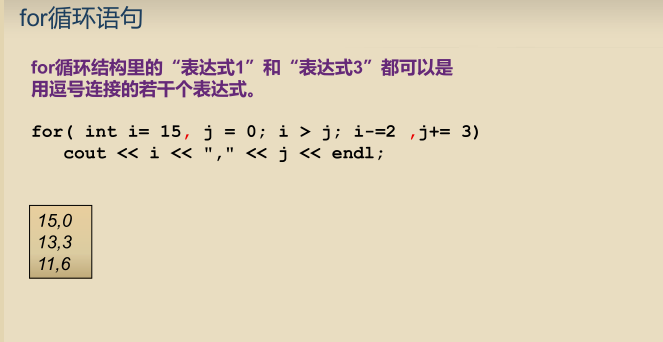 for循环语句
for循环结构里的“表达式1”和“表达式3”都可以是
用逗号连接的若干个表达式。
for( int i= 15, j = 0; i > j; i-=2 ,j+= 3)
cout << i << "," << j << endl;
15,0
13,3
11,6